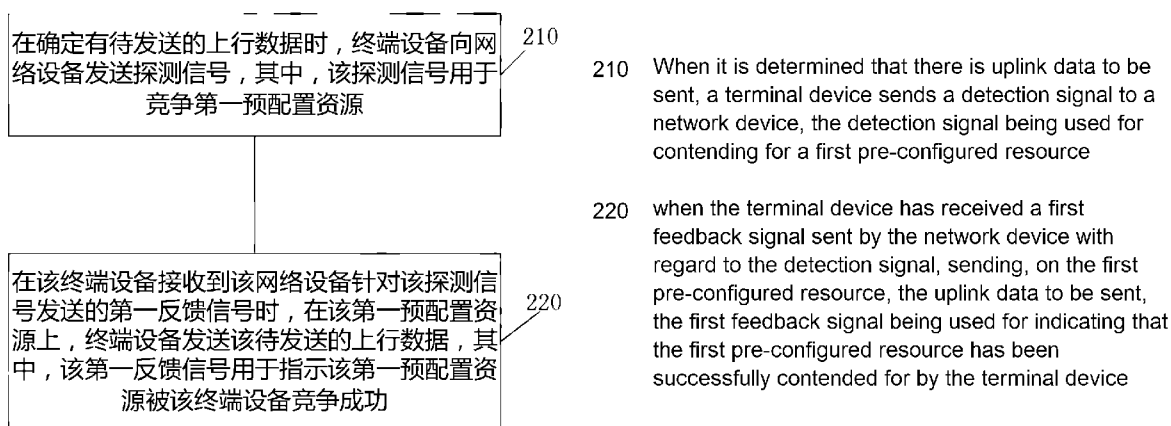 在确定有待发送的上行数据时，终端设备向网
络设备发送探测信号，其中，该探测信号用于
竞争第一预配置资源
210
在该终端设备接收到该网络设备针对该探测信
号发送的第一反馈信号时，在该第一预配置资
源上，终端设备发送该待发送的上行数据，其
中，该第一反馈信号用于指示该第一预配置资
源被该终端设备竞争成功
220
210 When it is determined that there is uplink data to be
sent, a terminal device sends a detection signal to a
network device, the detection signal being used for
contending for a first pre-configured resource
220 when the terminal device has received a first
feedback signal sent by the network device with
regard to the detection signal, sending, on the first
pre-configured resource, the uplink data to be sent,
the first feedback signal being used for indicating that
the first pre-configured resource has been
successfully contended for by the terminal device